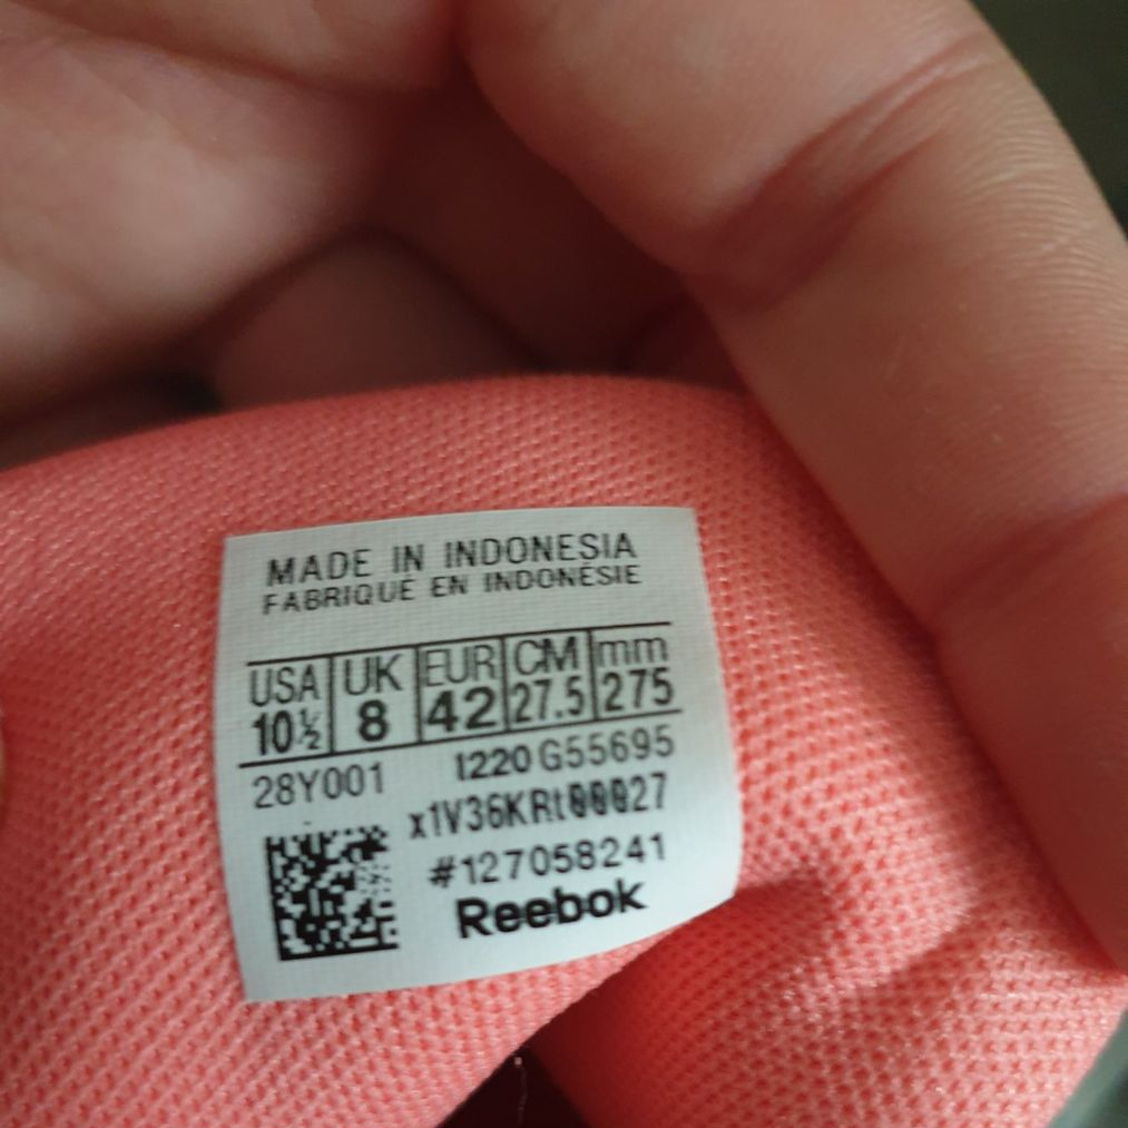 MADE IN INDONESIA
FABRIQUÉ EN INDONÉSIE
USA UK EUR CM mm
10½ 8 42 27.5 275
28Y001 1220 G55695
x1V36KRt00027
#127058241
Reebok